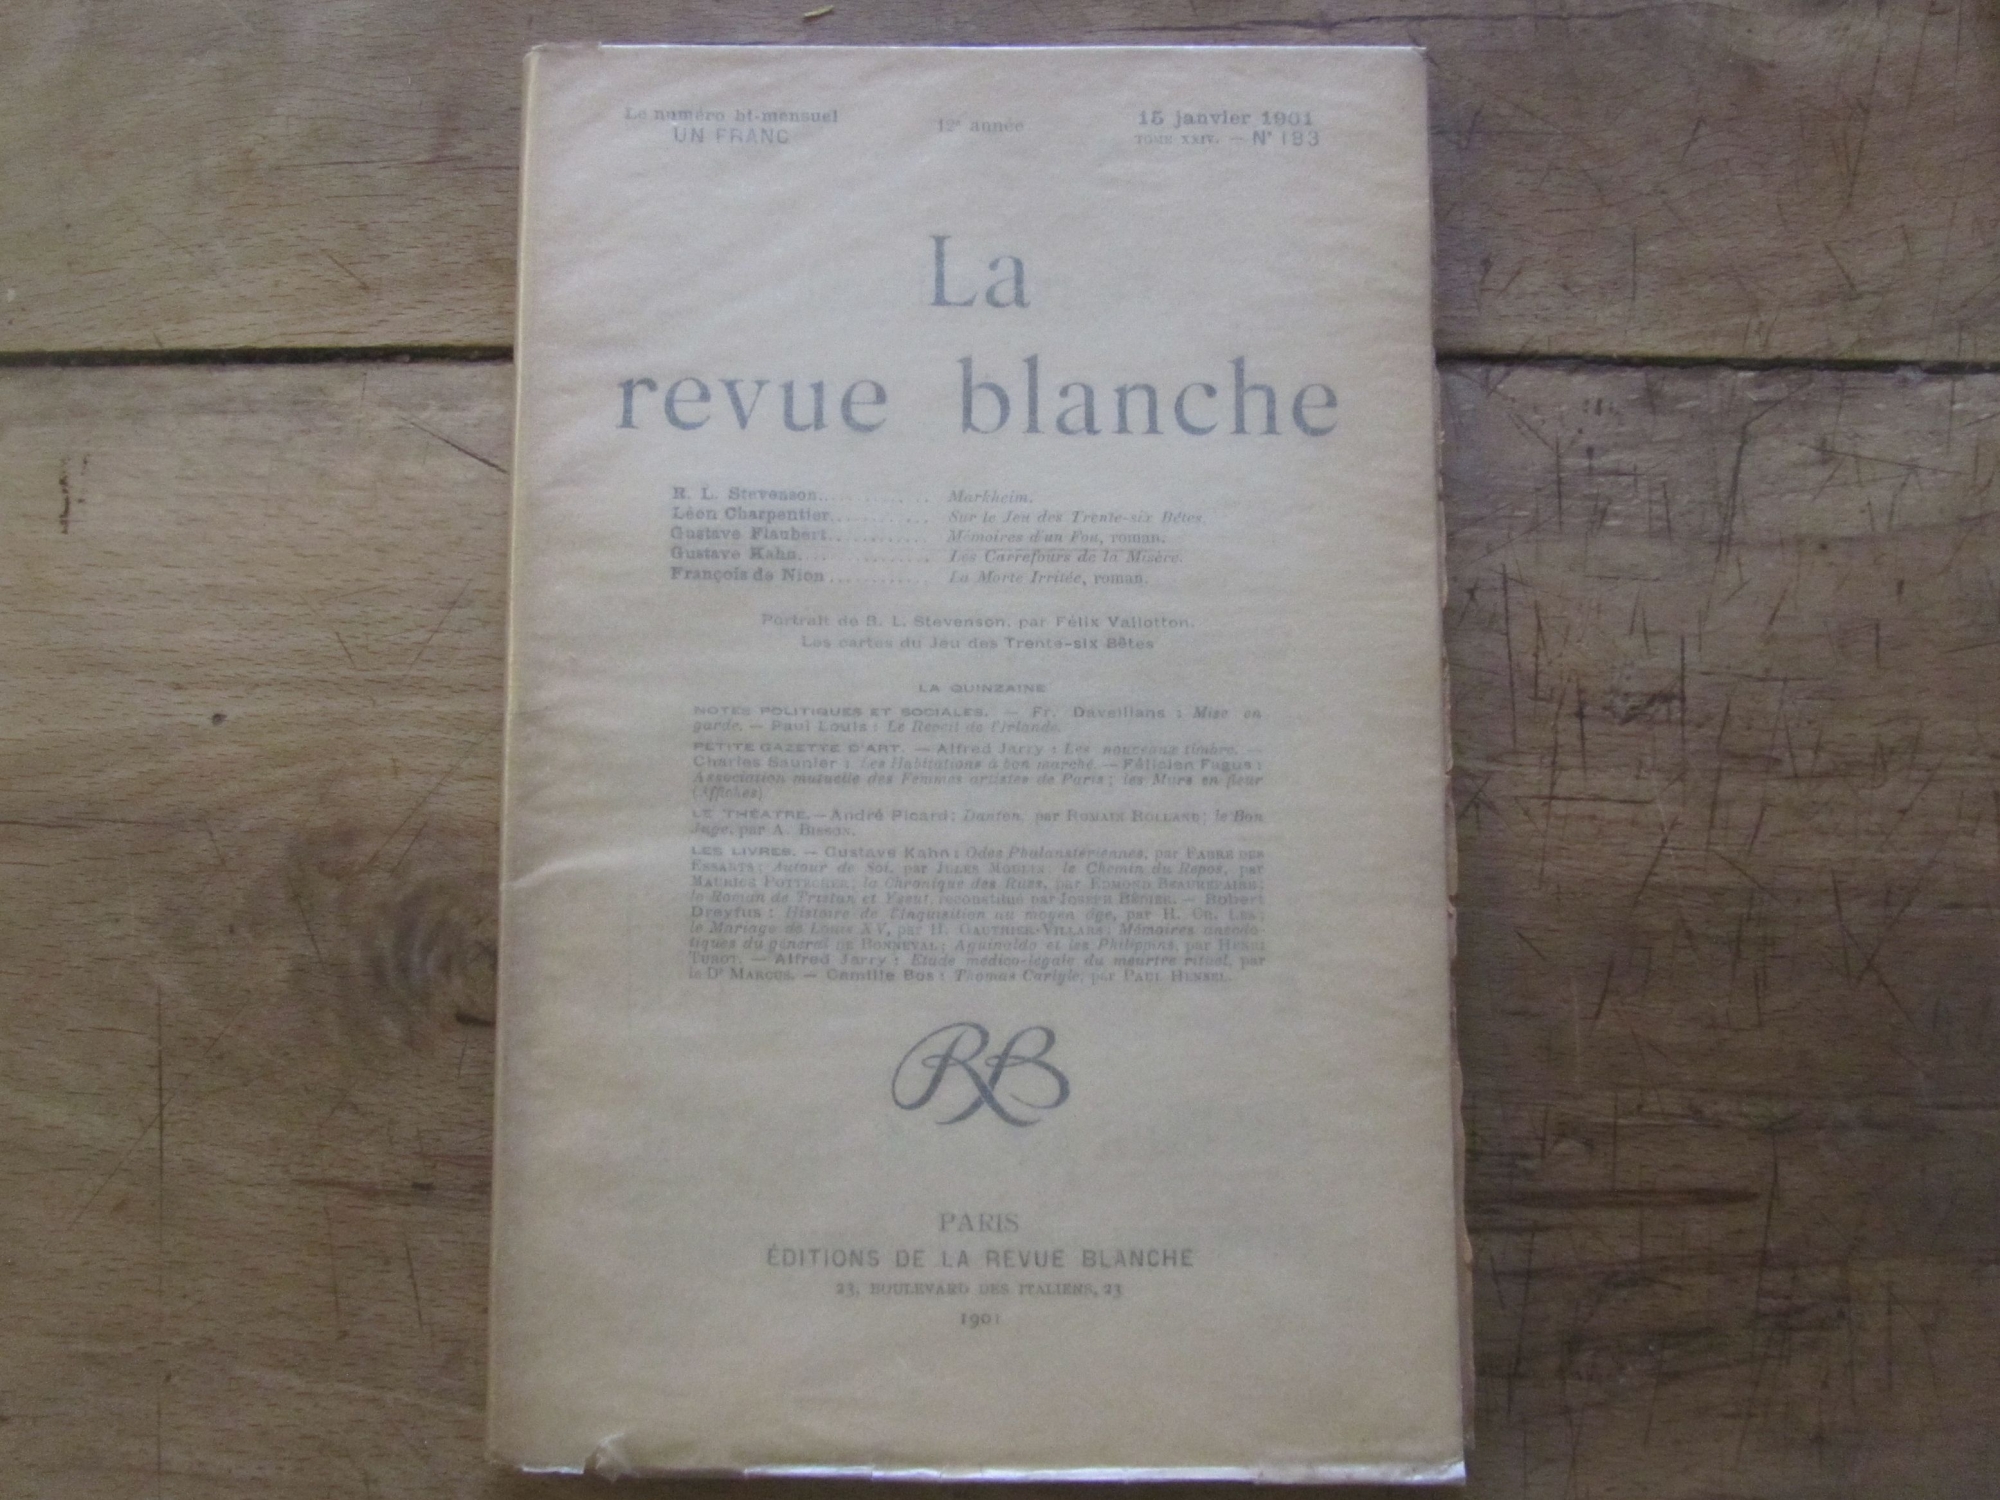 Le numéro bi-mensuel
UN FRANC
12e année
15 janvier 1901
TOME XXIV. — N° 183
La
revue blanche
R. L. Stevenson............. Markheim.
Léon Charpentier........... Sur le Jeu des Trente-six Bêtes.
Gustave Flaubert........... Mémoires d'un Fou, roman.
Gustave Kahn.... ....... Les Carrefours de la Misère.
François de Nion........... La Morte Irritée, roman.
Portrait de R. L. Stevenson, par Félix Vallotton.
Les cartes du Jeu des Trente-six Bêtes
LA QUINZAINE
NOTES POLITIQUES ET SOCIALES. — Fr. Daveillans : Mise en
garde. — Paul Louis : Le Réveil de l'Irlande.
PETITE GAZETTE D'ART. — Alfred Jarry : Les nouveaux timbre. —
Charles Saunier : Les Habitations à bon marché. — Félicien Fagus :
Association mutuelle des Femmes artistes de Paris ; les Murs en fleur
(Affiches)
LE THÉATRE. — André Picard : Danton, par ROMAIN ROLLAND ; le Bon
Juge, par A. BISSON.
LES LIVRES. — Gustave Kahn : Odes Phalanstériennes, par FABRE DES
ESSARTS ; Autour de Soi, par JULES ; le Chemin du Repos, par
MAURICE POTTECHER ; la Chronique des Rues, par EDMOND BEAUREPAIRE ;
le Roman de Tristan et Yseut, reconstitué par JOSEPH BÉDIER. — Robert
Dreyfus : Histoire de l'Inquisition au moyen âge, par H. CH. LEA ;
le Mariage de Louis XV, par H. GAUTHIER-VILLARS ; Mémoires anecdo-
tiques du général DE BONNEVAL ; Aguinaldo et les Philippins, par HENRI
TUROT. — Alfred Jarry : Etude médico-légale du meurtre rituel, par
le Dr MARCUS. — Camille Bos : Thomas Carlyle, par PAUL HENSEL.
RB
PARIS
ÉDITIONS DE LA REVUE BLANCHE
23, BOULEVARD DES ITALIENS, 23
1901